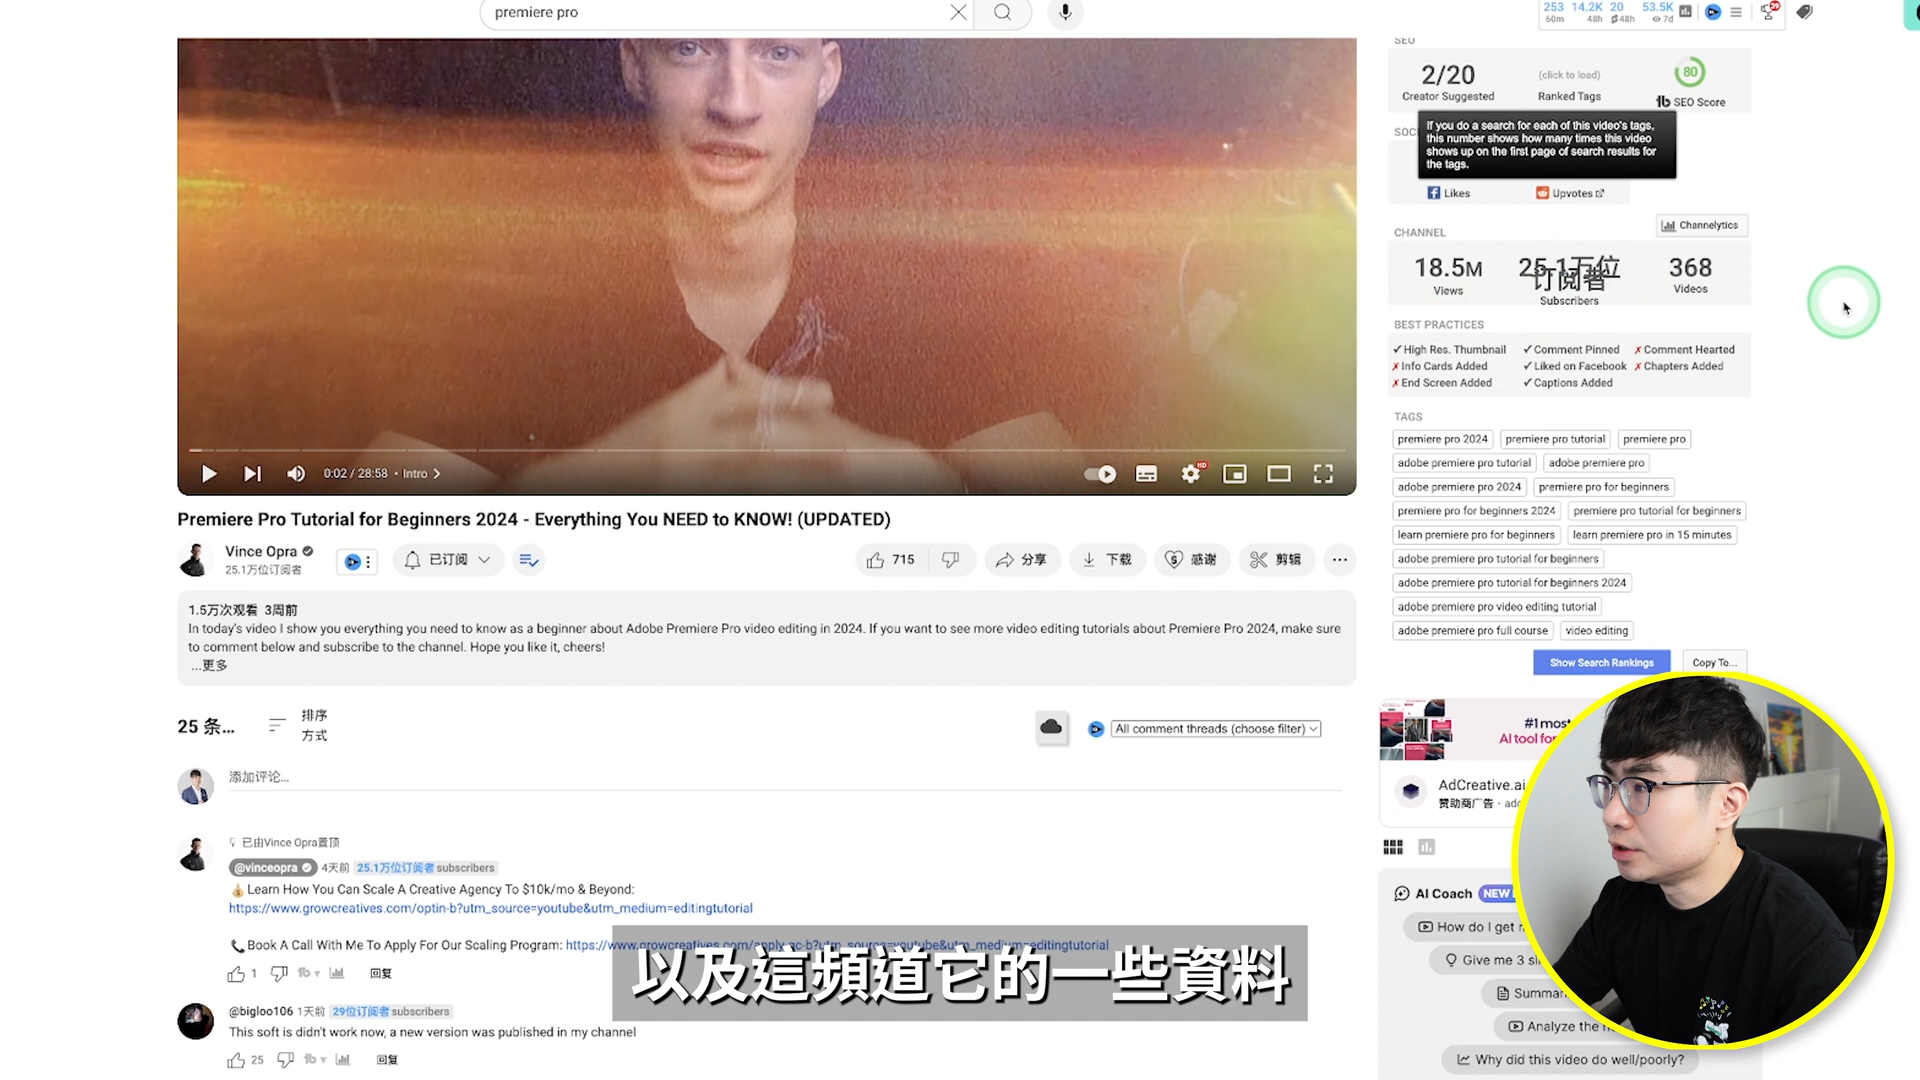 premiere pro
253 14.2K 20 53.5K
60m 48h 48h 7d
SEO
2/20 (click to load) 80
Creator Suggested Ranked Tags SEO Score
If you do a search for each of this video's tags,
this number shows how many times this video
shows up on the first page of search results for
the tags.
Likes Upvotes
CHANNEL Channelytics
18.5M 25.1万位订阅者 368
Views Subscribers Videos
BEST PRACTICES
✓High Res. Thumbnail ✓Comment Pinned ✗Comment Hearted
✗Info Cards Added ✓Liked on Facebook ✗Chapters Added
✗End Screen Added ✓Captions Added
TAGS
premiere pro 2024 premiere pro tutorial premiere pro
adobe premiere pro tutorial adobe premiere pro
adobe premiere pro 2024 premiere pro for beginners
premiere pro for beginners 2024 premiere pro tutorial for beginners
learn premiere pro for beginners learn premiere pro in 15 minutes
adobe premiere pro tutorial for beginners
adobe premiere pro tutorial for beginners 2024
adobe premiere pro video editing tutorial
adobe premiere pro full course video editing
Show Search Rankings Copy To...
#1 most
AI tool for
AdCreative.ai
赞助商广告
AI Coach NEW
How do I get
Give me 3
Analyze the
Why did this video do well/poorly?
0:02 / 28:58 • Intro
HD
Premiere Pro Tutorial for Beginners 2024 - Everything You NEED to KNOW! (UPDATED)
Vince Opra
25.1万位订阅者
已订阅
715 分享 下载 感谢 剪辑
1.5万次观看 3周前
In today's video I show you everything you need to know as a beginner about Adobe Premiere Pro video editing in 2024. If you want to see more video editing tutorials about Premiere Pro 2024, make sure
to comment below and subscribe to the channel. Hope you like it, cheers!
...更多
25 条...
排序
方式
All comment threads (choose filter)
添加评论...
已由Vince Opra置顶
@vinceopra 4天前 25.1万位订阅者 subscribers
Learn How You Can Scale A Creative Agency To $10k/mo & Beyond:
https://www.growcreatives.com/optin-b?utm_source=youtube&utm_medium=editingtutorial
Book A Call With Me To Apply For Our Scaling Program: https://www.growcreatives.com/apply-gc-b?utm_source=youtube&utm_medium=editingtutorial
1 回复
@bigloo106 1天前 29位订阅者 subscribers
This soft is didn't work now, a new version was published in my channel
25 回复
以及這頻道它的一些資料